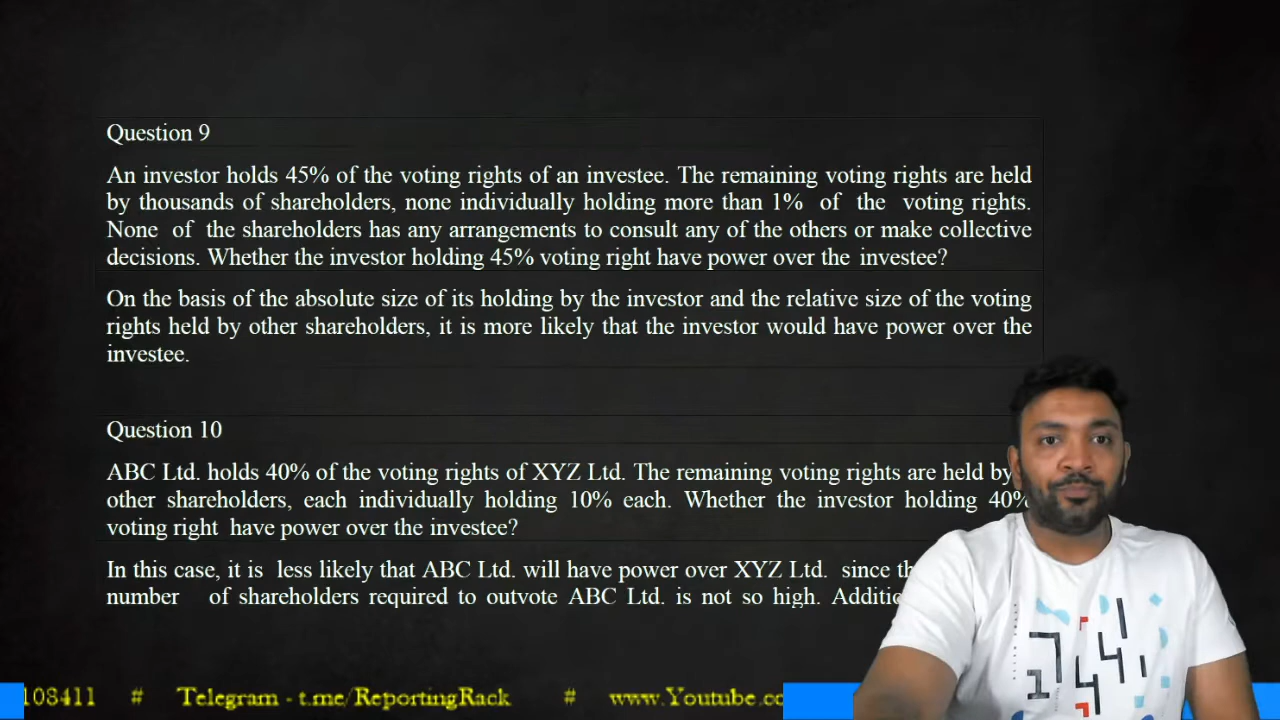 Question 9
An investor holds 45% of the voting rights of an investee. The remaining voting rights are held
by thousands of shareholders, none individually holding more than 1% of the voting rights.
None of the shareholders has any arrangements to consult any of the others or make collective
decisions. Whether the investor holding 45% voting right have power over the investee?
On the basis of the absolute size of its holding by the investor and the relative size of the voting
rights held by other shareholders, it is more likely that the investor would have power over the
investee.
Question 10
ABC Ltd. holds 40% of the voting rights of XYZ Ltd. The remaining voting rights are held by
other shareholders, each individually holding 10% each. Whether the investor holding 40%
voting right have power over the investee?
In this case, it is less likely that ABC Ltd. will have power over XYZ Ltd. since
number of shareholders required to outvote ABC Ltd. is not so high.
108411 # Telegram - t.me/ReportingRack # www.Youtube.co